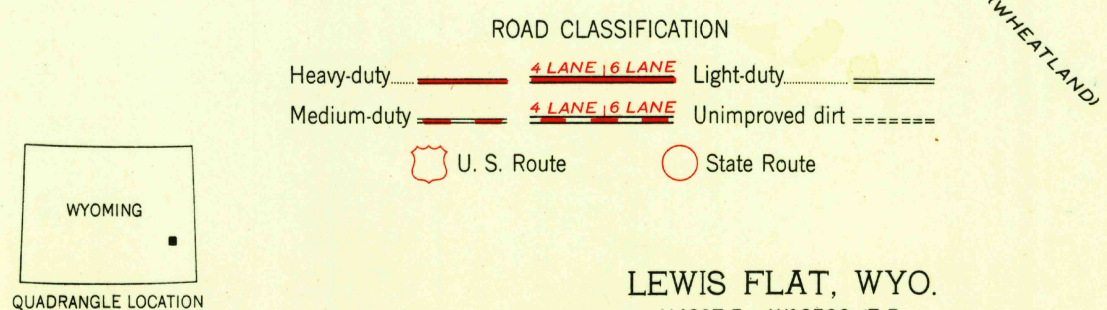 (WHEATLAND)
ROAD CLASSIFICATION
Heavy-duty 4 LANE 6 LANE Light-duty
Medium-duty 4 LANE 6 LANE Unimproved dirt
U. S. Route State Route
WYOMING
QUADRANGLE LOCATION
LEWIS FLAT, WYO.